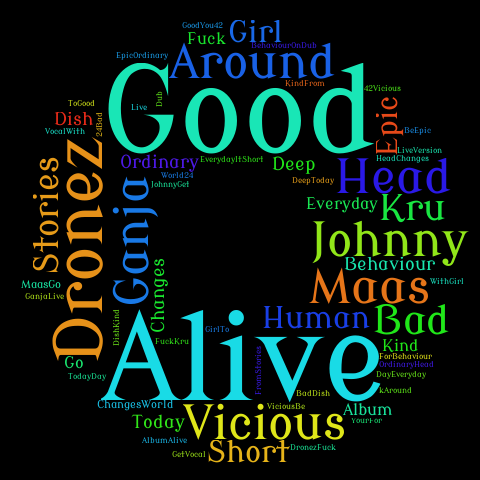 GoodYou42
Girl
Fuck
BehaviourOnDub
EpicOrdinary
Around
KindFrom
Good
42Vicious
ToGood
Live
Dub
Epic
Dish
24Bad
BeEpic
VocalWith
LiveVersion
Ordinary
EverydayItShort
Deep
HeadChanges
World24
Head
JohnnyGet
DeepToday
Dronez
Stories
Ganja
Everyday
Kru
Johnny
Behaviour
MaasGo
Changes
Maas
WithGirl
GanjaLive
Human
Bad
DishKind
GirlTo
Alive
FuckKru
Kind
Go
FromStories
ForBehaviour
OrdinaryHead
TodayDay
DayEveryday
BadDish
kAround
ChangesWorld
Vicious
ViciousBe
Album
Today
YourFor
AlbumAlive
Short
DronezFuck
GetVocal